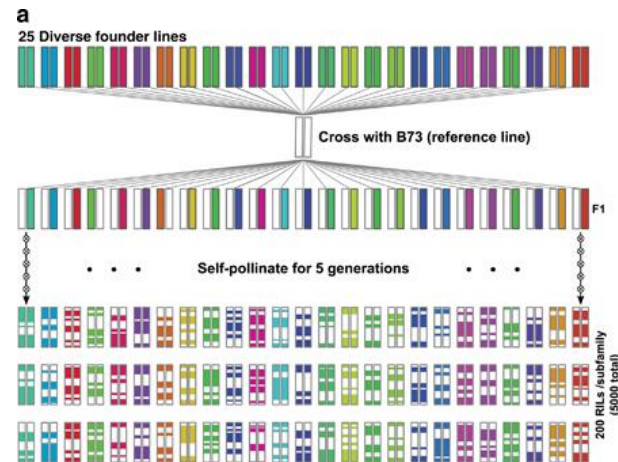 a
25 Diverse founder lines
Cross with B73 (reference line)
F1
Self-pollinate for 5 generations
200 RILs /subfamily
(5000 total)